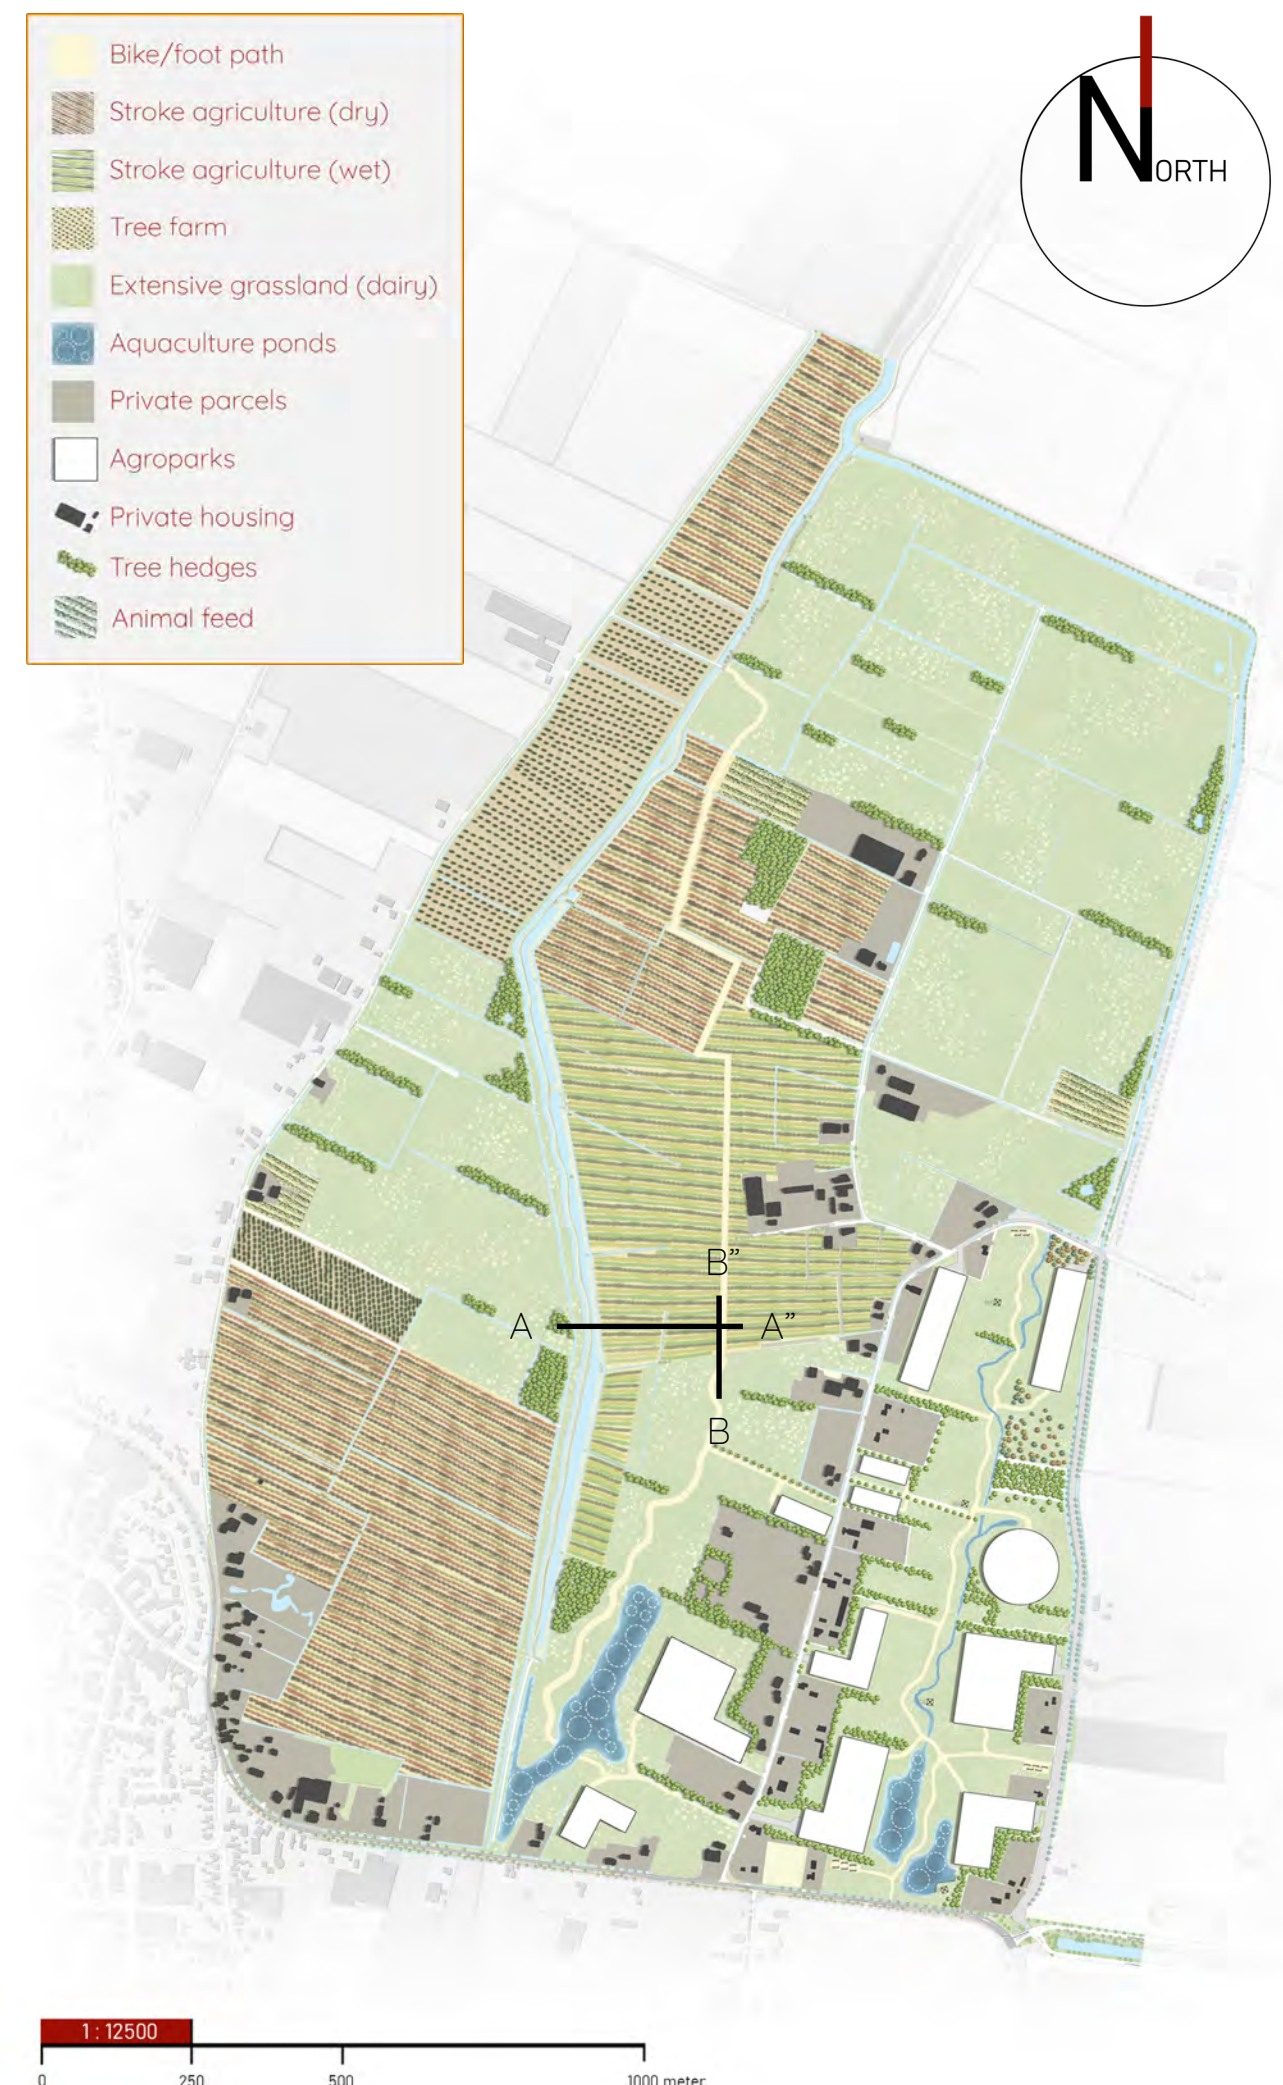 Bike/foot path
Stroke agriculture (dry)
Stroke agriculture (wet)
Tree farm
Extensive grassland (dairy)
Aquaculture ponds
Private parcels
Agroparks
Private housing
Tree hedges
Animal feed
NORTH
B”
A
A”
B
1 : 12500
0 250 500 1000 meter